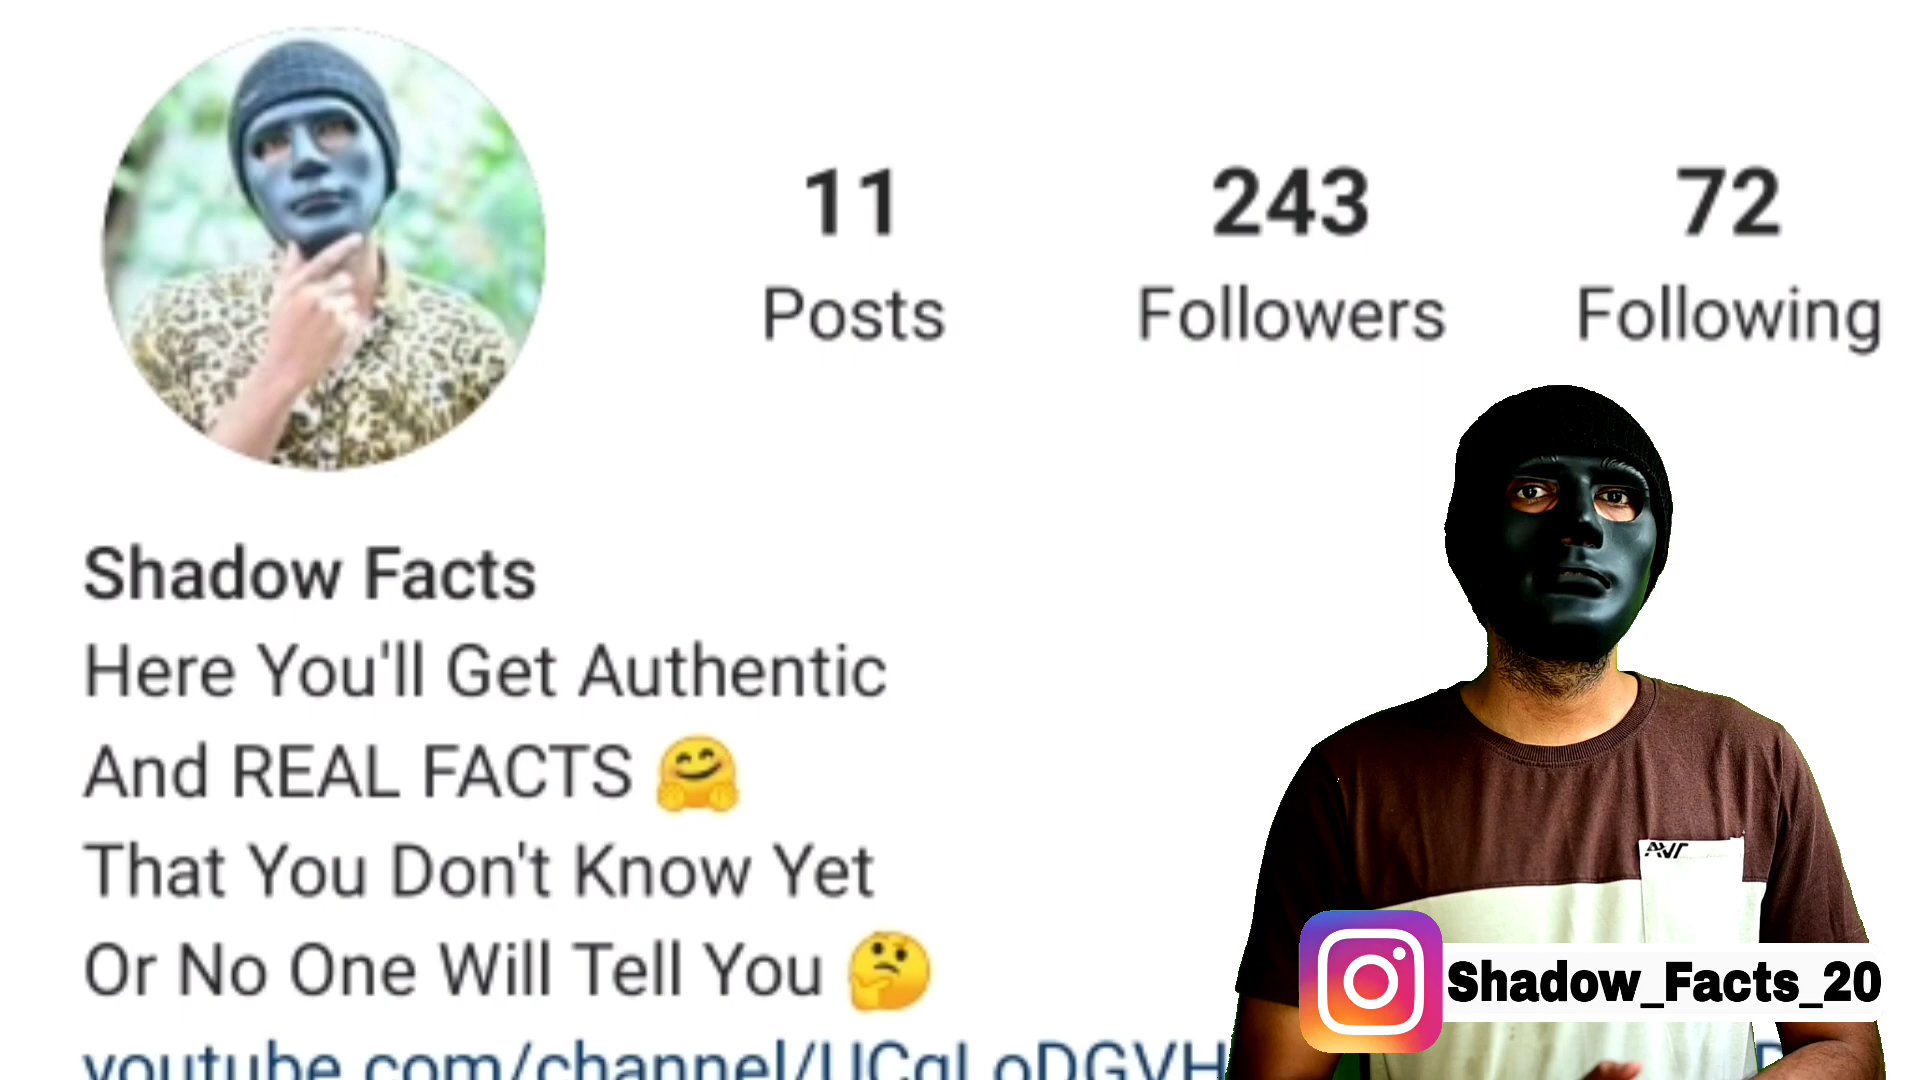 11 243 72
Posts Followers Following
Shadow Facts
Here You'll Get Authentic
And REAL FACTS 🤗
That You Don't Know Yet
Or No One Will Tell You 🤔
Shadow_Facts_20